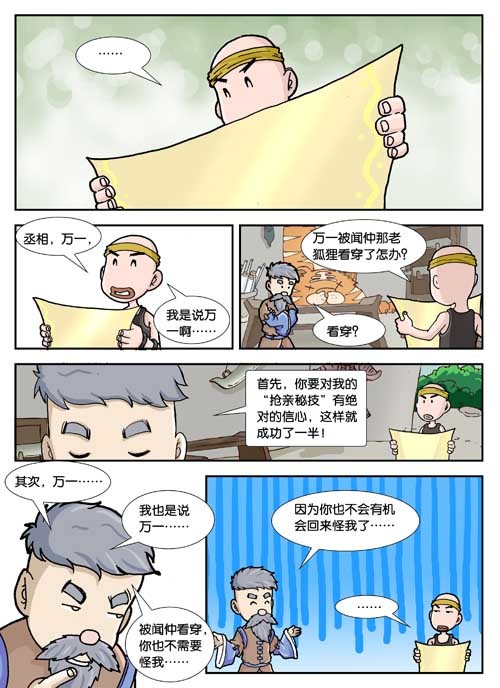 ……
丞相，万一，
我是说万
一啊……
万一被闻仲那老
狐狸看穿了怎办?
看穿?
首先，你要对我的
“抢亲秘技”有绝
对的信心，这样就
成功了一半!
其次，万一……
我也是说
万一……
被闻仲看穿，
你也不需要
怪我……
因为你也不会有机
会回来怪我了……
……